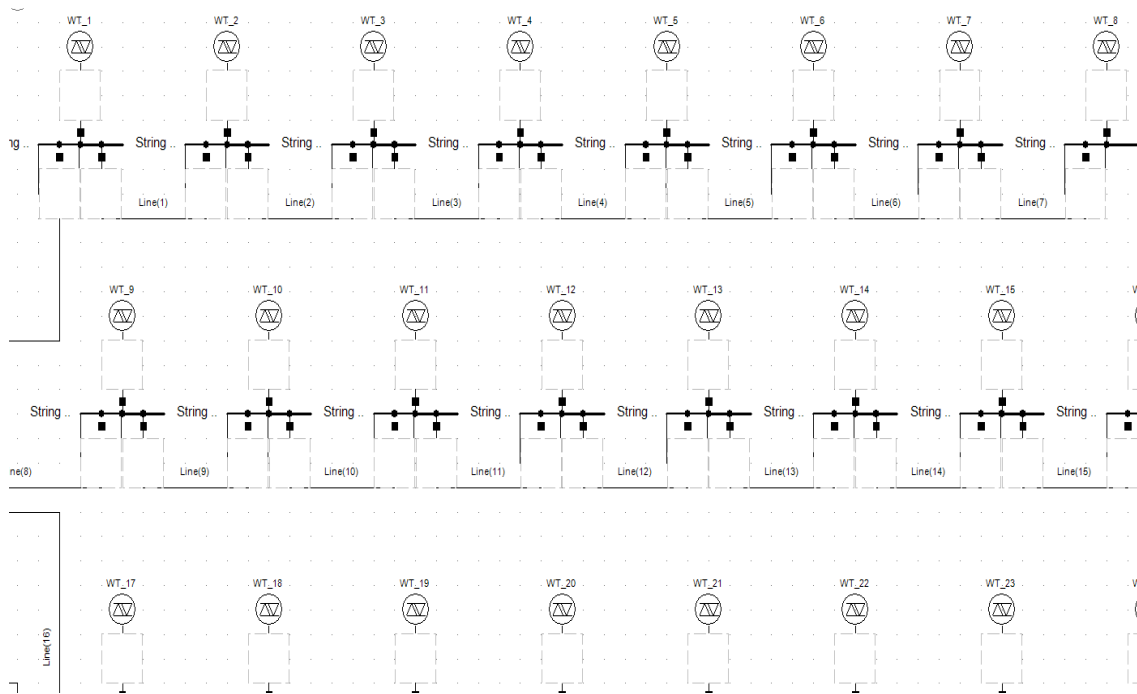 WT_1 WT_2 WT_3 WT_4 WT_5 WT_6 WT_7 WT_8
ng .. String .. String .. String .. String .. String .. String .. String ..
Line(1) Line(2) Line(3) Line(4) Line(5) Line(6) Line(7)
WT_9 WT_10 WT_11 WT_12 WT_13 WT_14 WT_15
String .. String .. String .. String .. String .. String .. String .. String ..
ne(8) Line(9) Line(10) Line(11) Line(12) Line(13) Line(14) Line(15)
WT_17 WT_18 WT_19 WT_20 WT_21 WT_22 WT_23
Line(16)